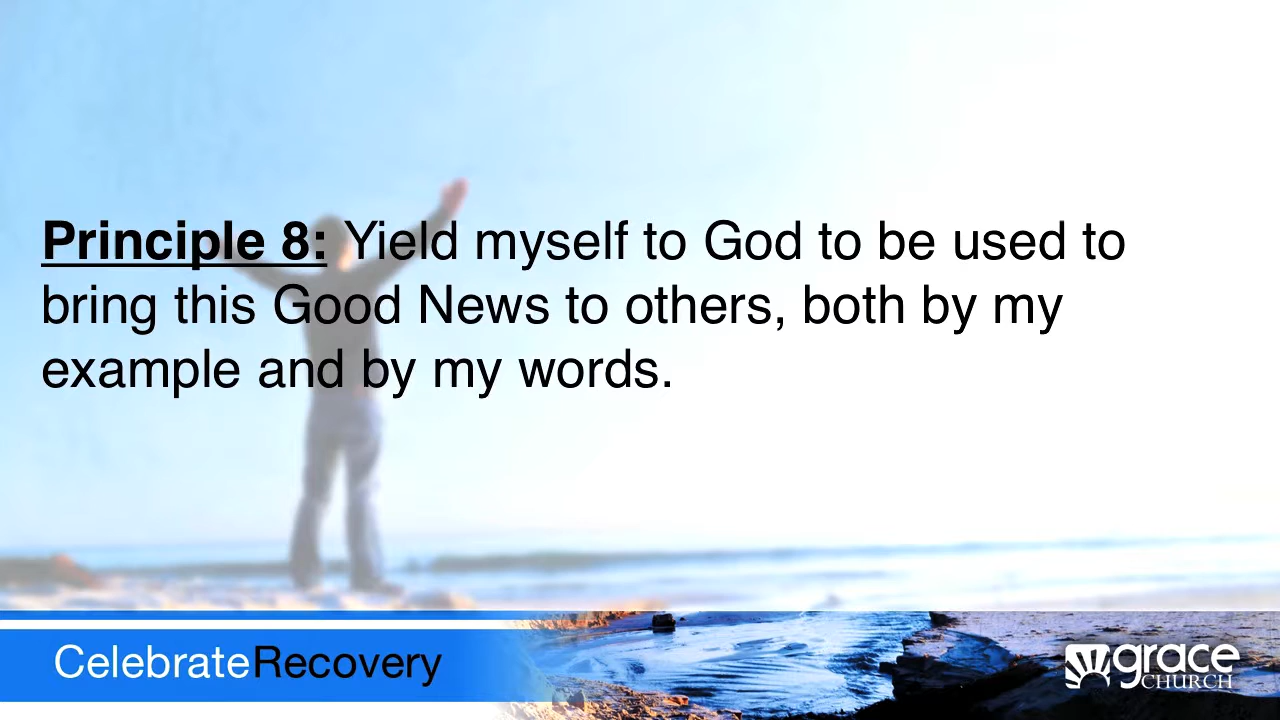 Principle 8: Yield myself to God to be used to
bring this Good News to others, both by my
example and by my words.
CelebrateRecovery
grace
CHURCH